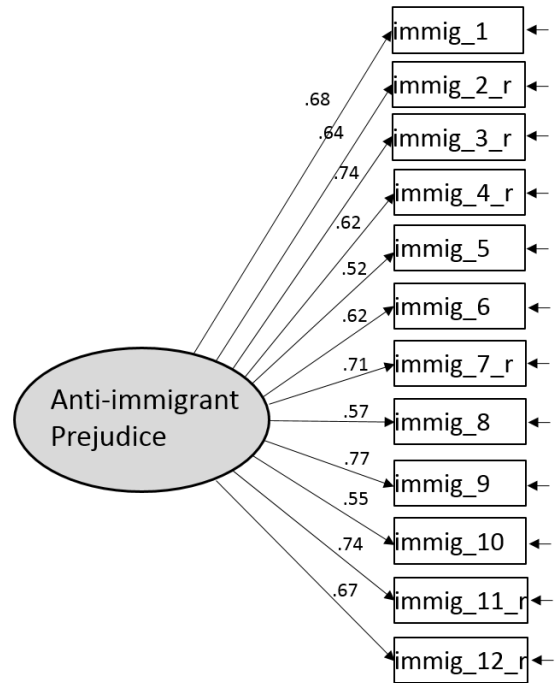 immig_1
.68
immig_2_r
.64
immig_3_r
.74
immig_4_r
.62
immig_5
.52
immig_6
.62
immig_7_r
.71
Anti-immigrant
Prejudice
immig_8
.57
immig_9
.77
immig_10
.55
immig_11_r
.74
immig_12_r
.67